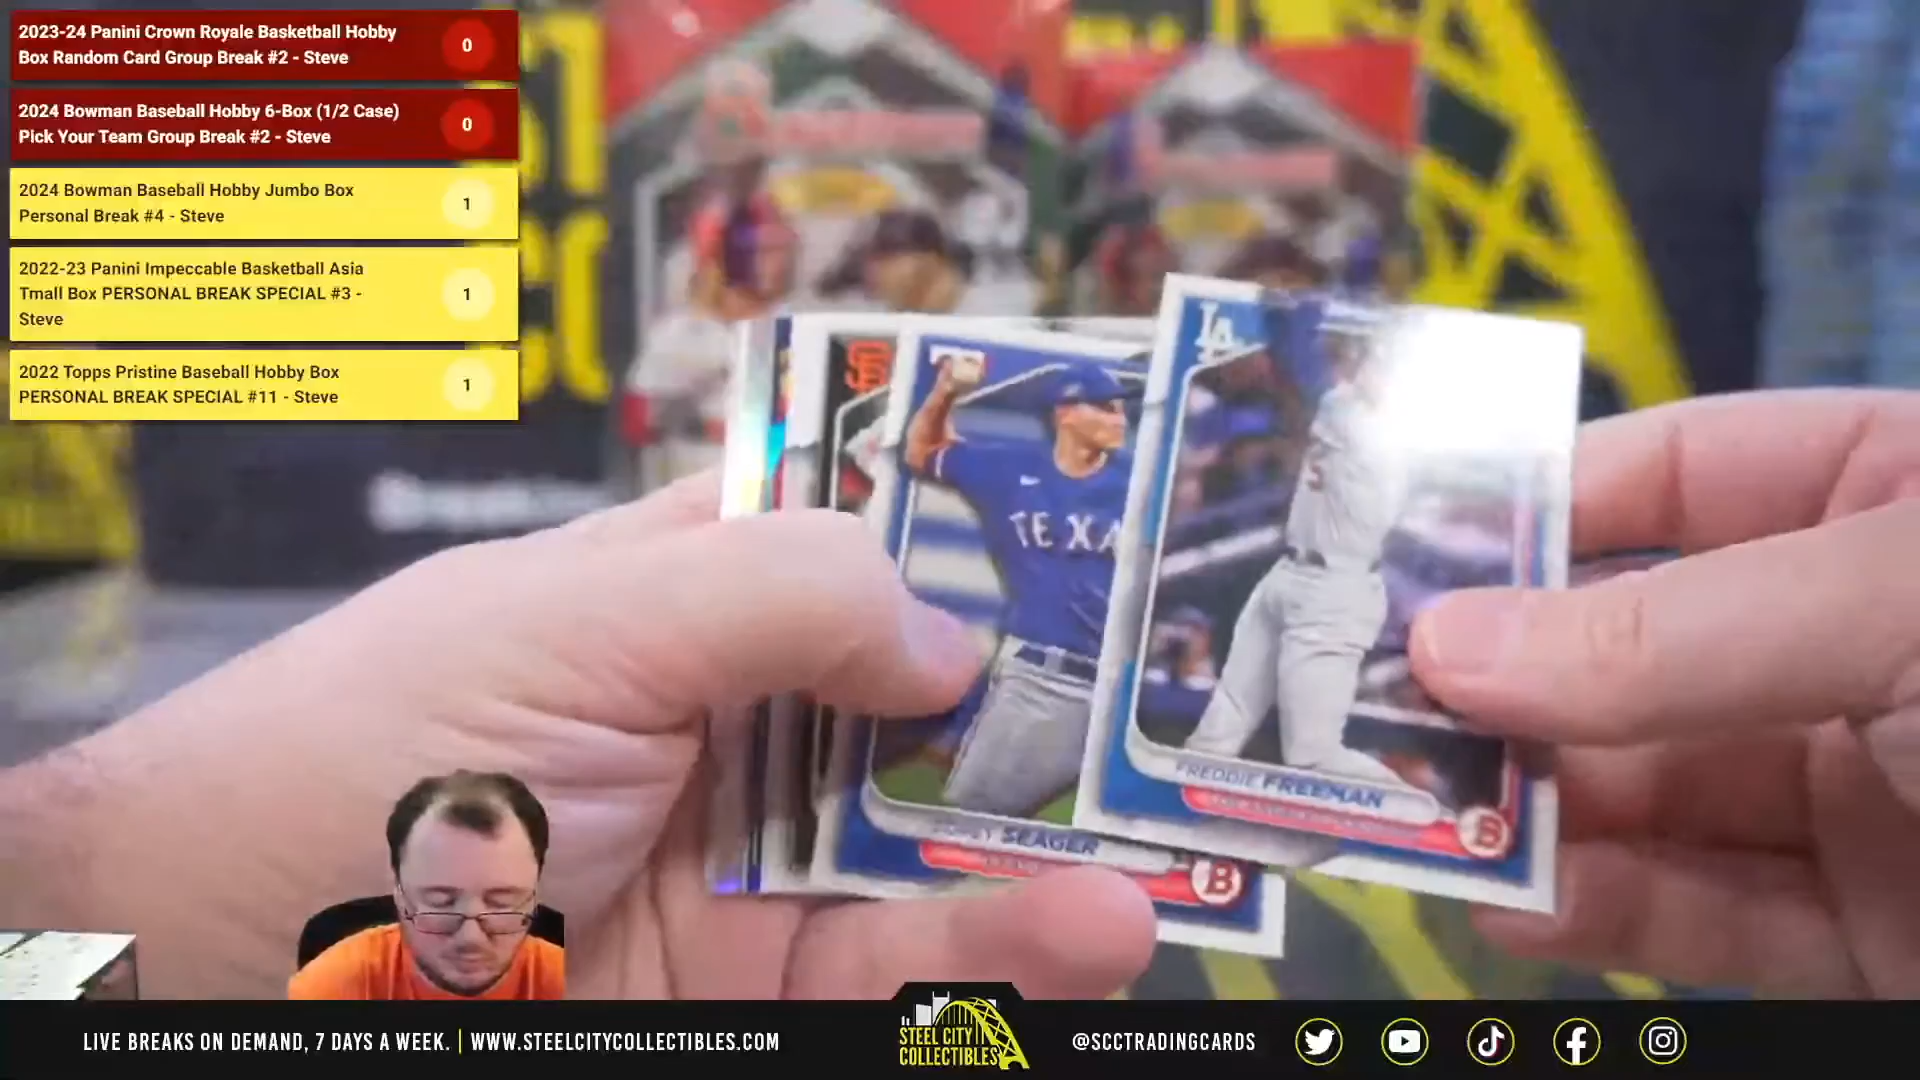 2023-24 Panini Crown Royale Basketball Hobby
Box Random Card Group Break #2 - Steve
0
2024 Bowman Baseball Hobby 6-Box (1/2 Case)
Pick Your Team Group Break #2 - Steve
0
2024 Bowman Baseball Hobby Jumbo Box
Personal Break #4 - Steve
1
2022-23 Panini Impeccable Basketball Asia
Tmall Box PERSONAL BREAK SPECIAL #3 -
Steve
1
2022 Topps Pristine Baseball Hobby Box
PERSONAL BREAK SPECIAL #11 - Steve
1
SF
TEXA
SEAGER
B
LA
5
FREDDIE FREEMAN
B
LIVE BREAKS ON DEMAND, 7 DAYS A WEEK. | WWW.STEELCITYCOLLECTIBLES.COM
STEEL CITY
COLLECTIBLES
@SCCTRADINGCARDS